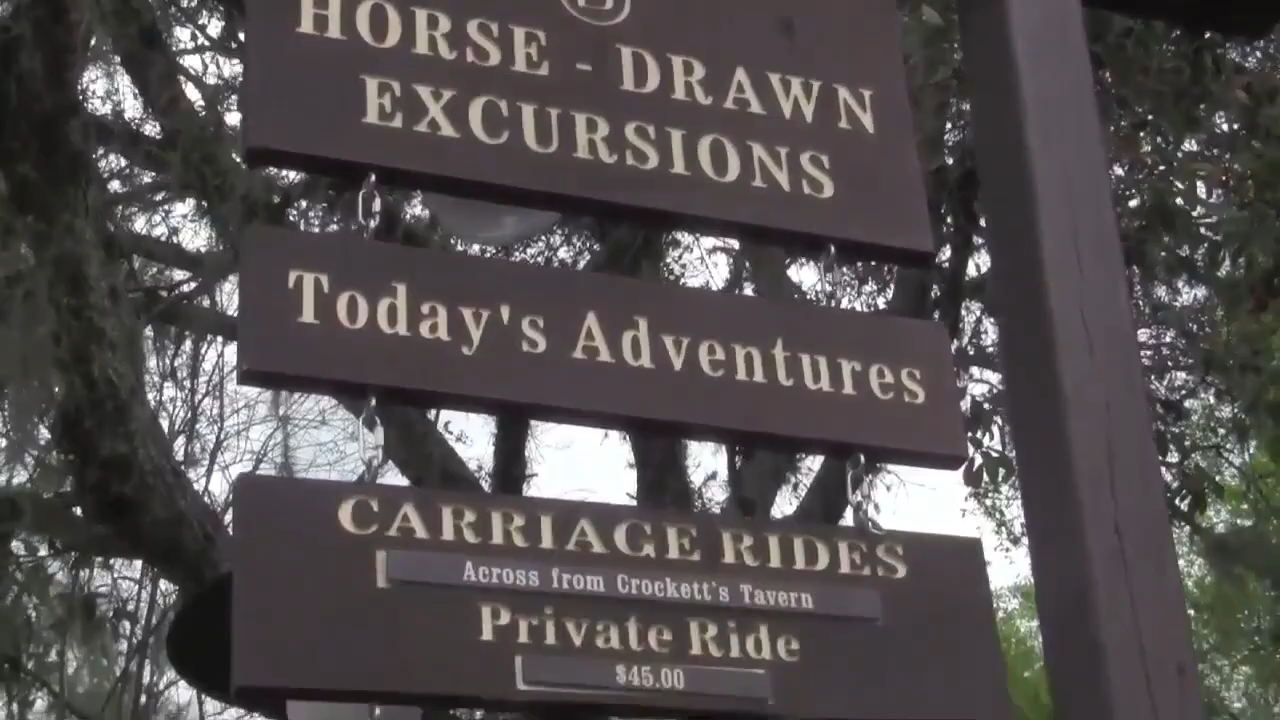 HORSE - DRAWN
EXCURSIONS
Today's Adventures
CARRIAGE RIDES
Across from Crockett's Tavern
Private Ride
$45.00